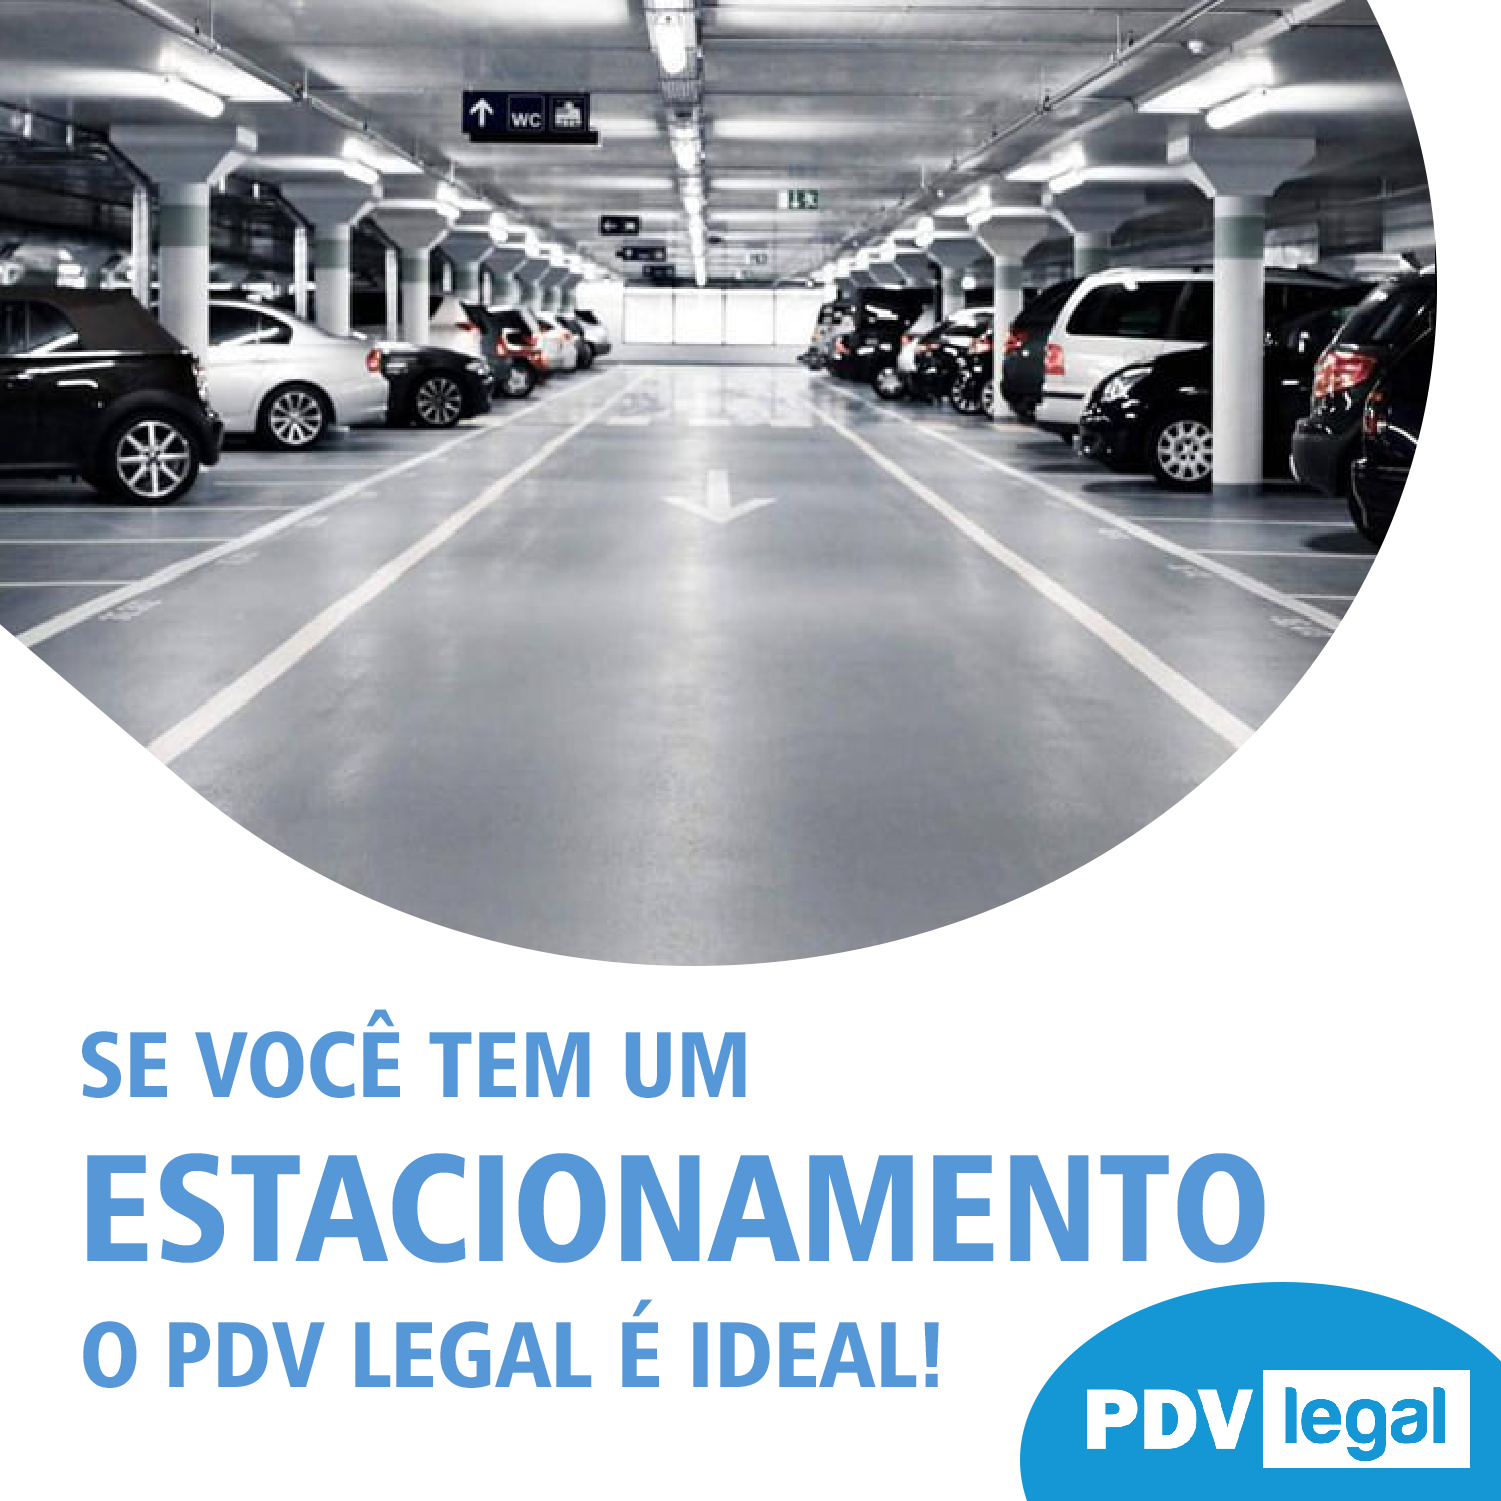 WC
SE VOCÊ TEM UM
ESTACIONAMENTO
O PDV LEGAL É IDEAL!
PDV legal